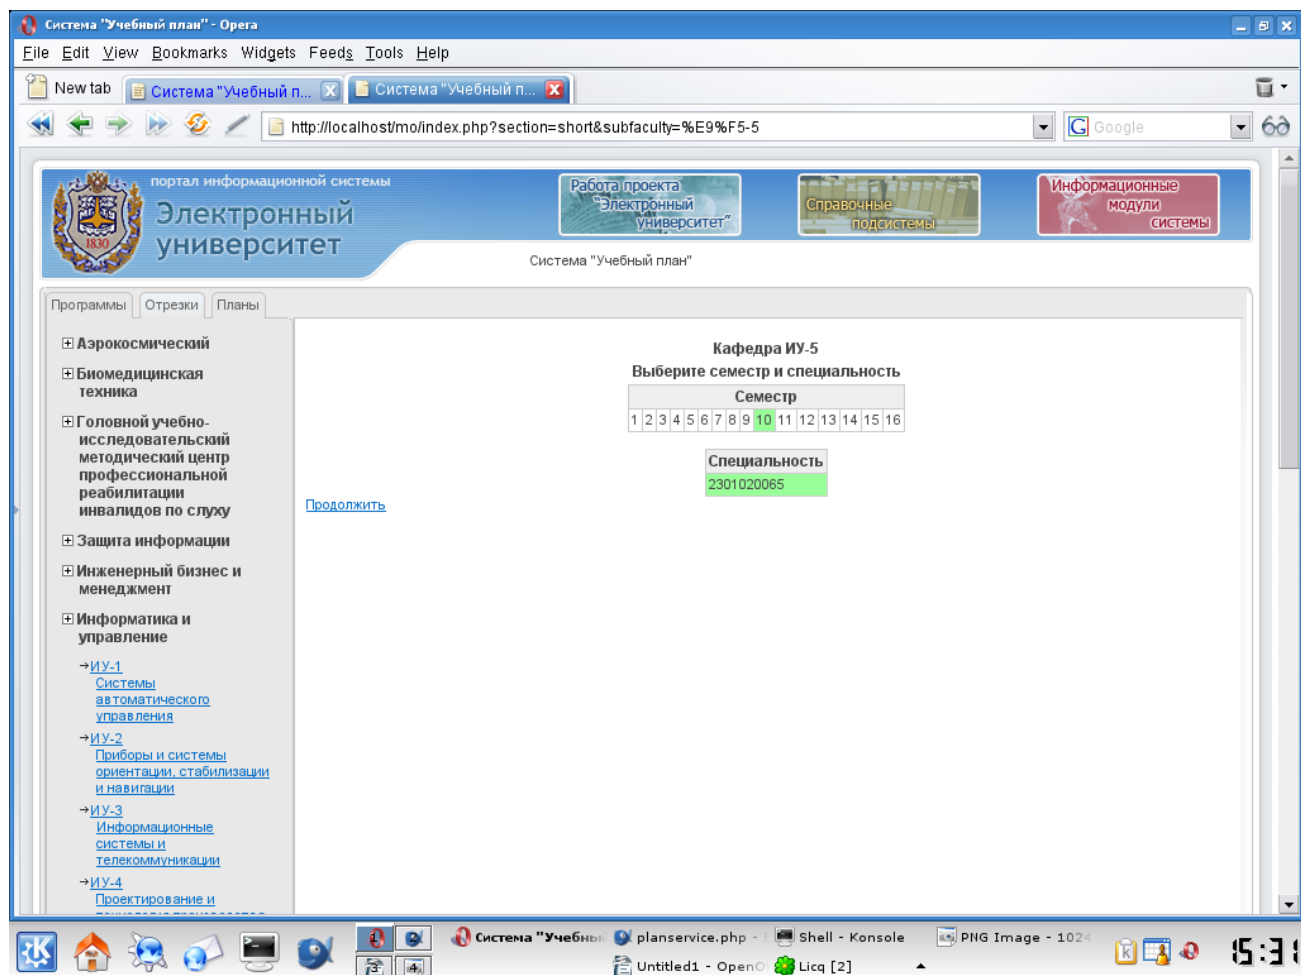 Система "Учебный план" - Opera
File Edit View Bookmarks Widgets Feeds Tools Help
New tab Система "Учебный п... Система "Учебный п...
http://localhost/mo/index.php?section=short&subfaculty=%E9%F5-5 G Google
портал информационной системы
Электронный
университет
1830
Работа проекта
"Электронный
университет"
Справочные
подсистемы
Информационные
модули
системы
Система "Учебный план"
Программы Отрезки Планы
Аэрокосмический
Биомедицинская
техника
Головной учебно-
исследовательский
методический центр
профессиональной
реабилитации
инвалидов по слуху
Защита информации
Инженерный бизнес и
менеджмент
Информатика и
управление
→ИУ-1
Системы
автоматического
управления
→ИУ-2
Приборы и системы
ориентации, стабилизации
и навигации
→ИУ-3
Информационные
системы и
телекоммуникации
→ИУ-4
Проектирование и
Кафедра ИУ-5
Выберите семестр и специальность
Семестр
1 2 3 4 5 6 7 8 9 10 11 12 13 14 15 16
Специальность
2301020065
Продолжить
1 2 3 4
Система "Учебны planservice.php - Shell - Konsole PNG Image - 1024
Untitled1 - OpenO Licq [2]
15:31